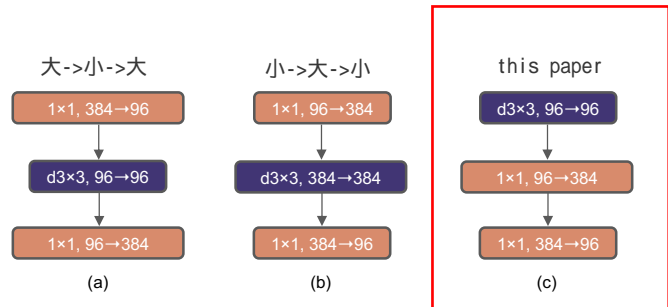 大->小->大
1×1, 384→96
d3×3, 96→96
1×1, 96→384
(a)
小->大->小
1×1, 96→384
d3×3, 384→384
1×1, 384→96
(b)
this paper
d3×3, 96→96
1×1, 96→384
1×1, 384→96
(c)